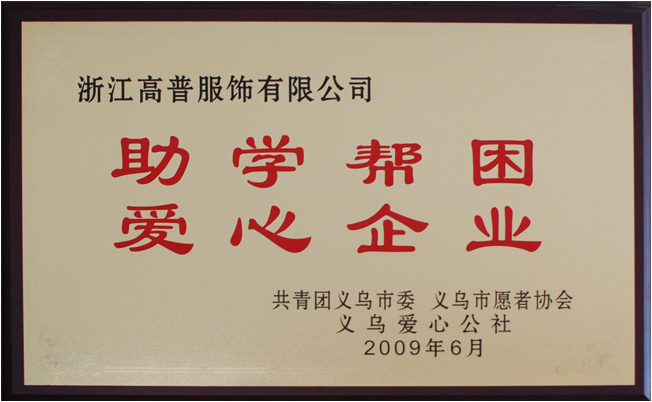 浙江高普服饰有限公司
助学帮困
爱心企业
共青团义乌市委 义乌市愿者协会
义乌爱心公社
2009年6月